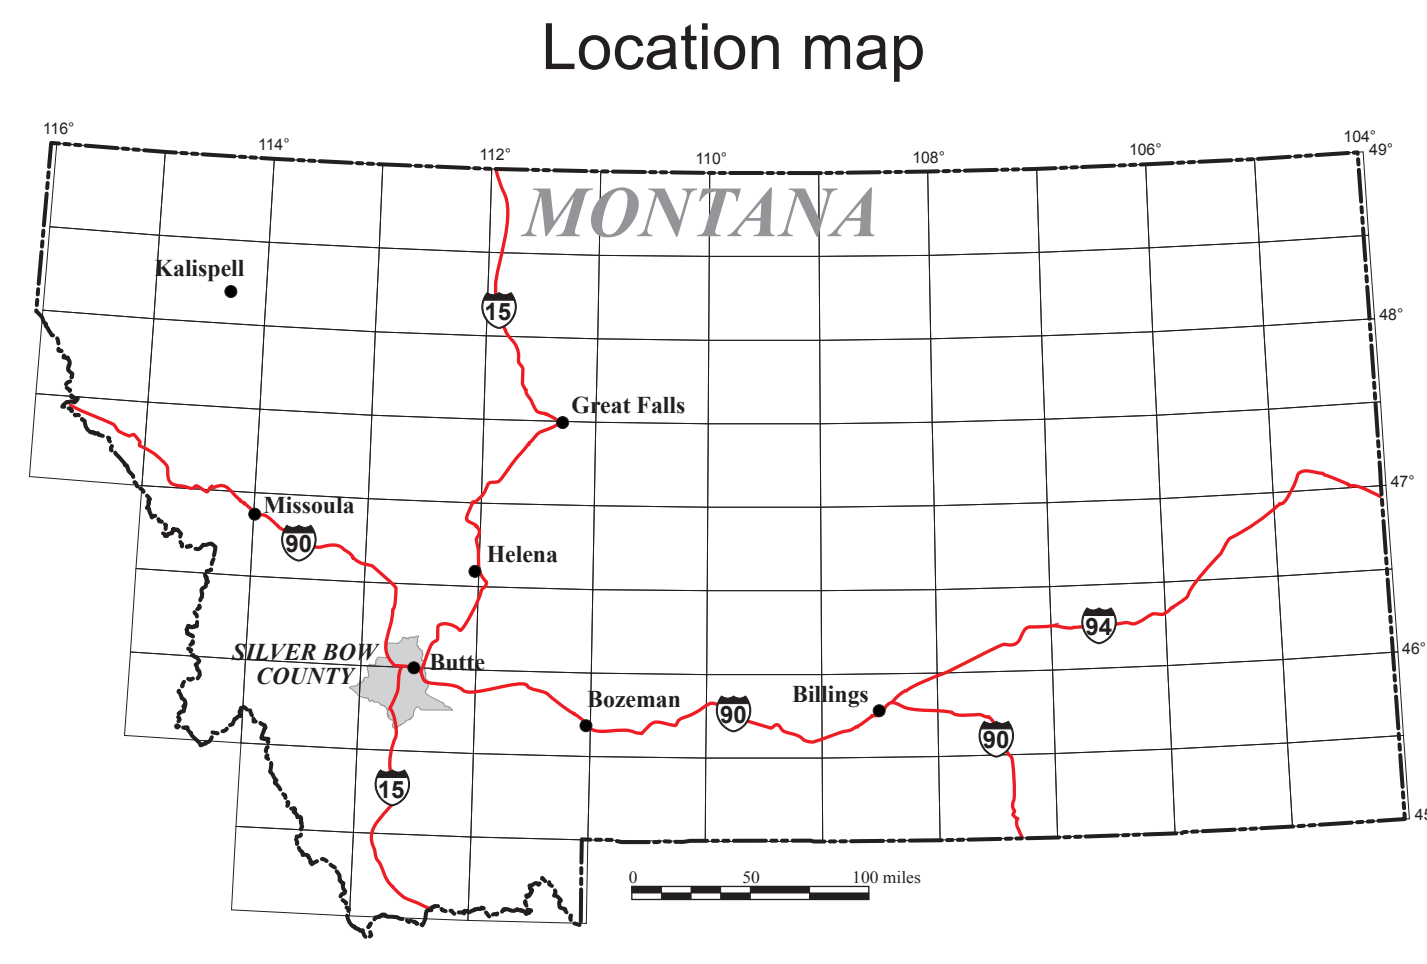 Location map
116°
114°
112°
110°
108°
106°
104°
49°
MONTANA
Kalispell
15
48°
Great Falls
47°
Missoula
90
Helena
94
46°
SILVER BOW
COUNTY
Butte
Bozeman
90
Billings
90
15
45
0 50 100 miles